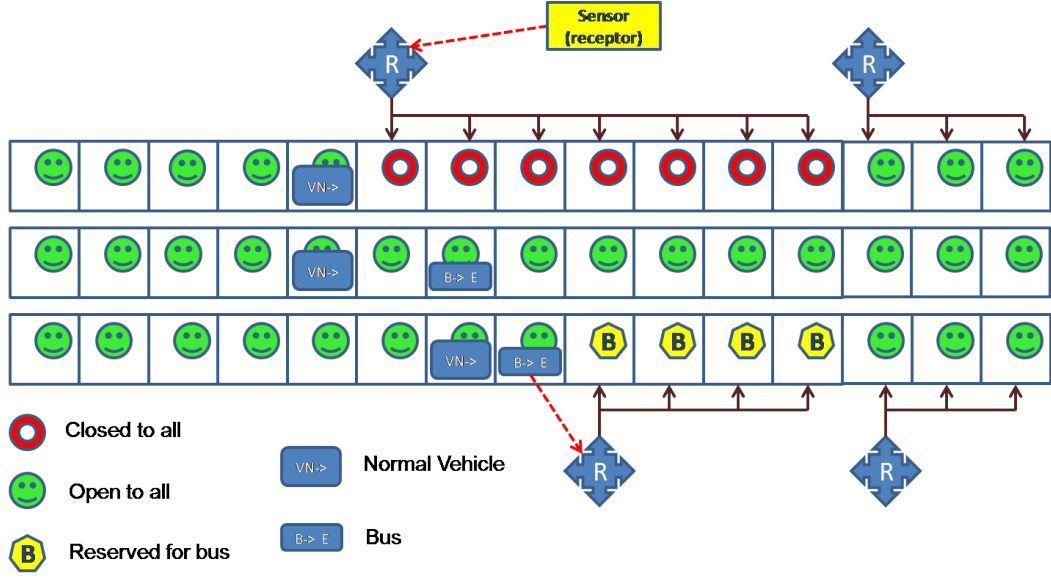 Sensor
(receptor)
R
R
VN->
VN->
B-> E
VN->
B-> E
B
B
B
B
R
R
Closed to all
Open to all
B
Reserved for bus
VN->
Normal Vehicle
B-> E
Bus